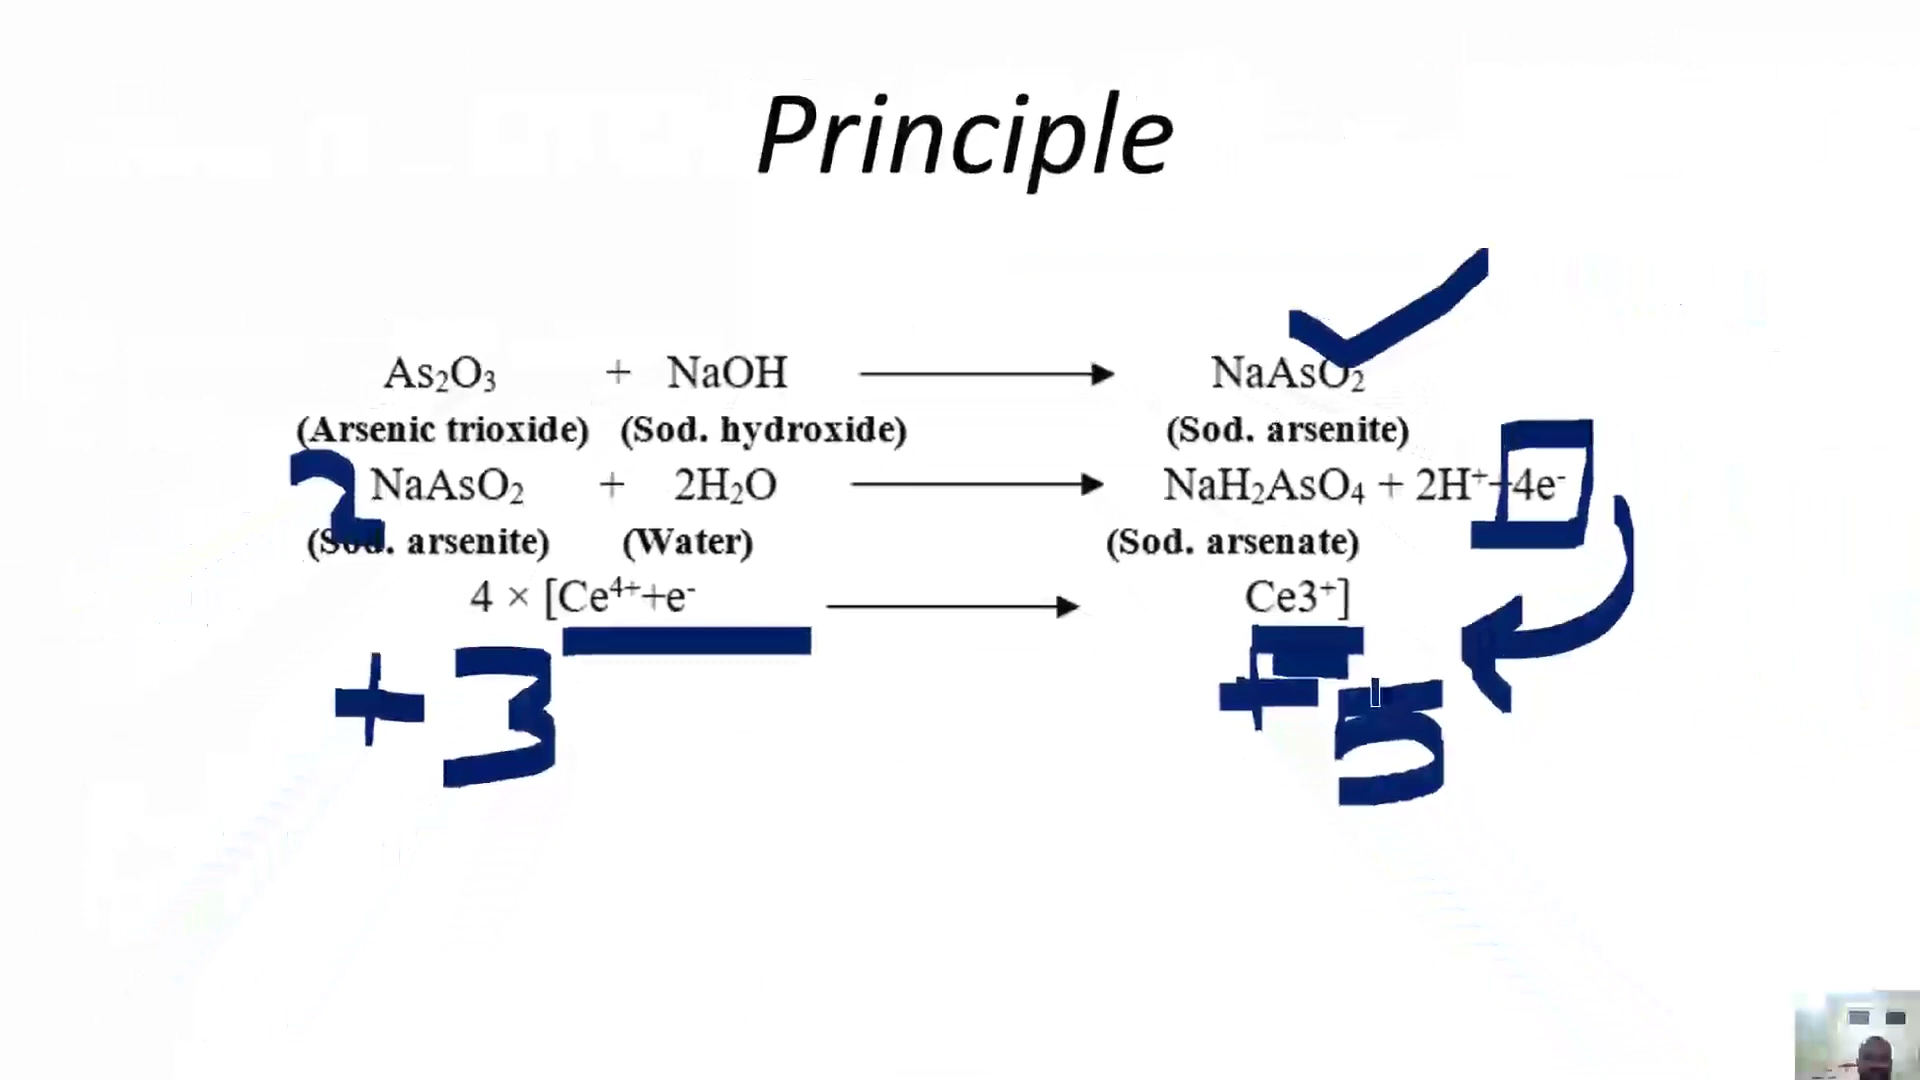 Principle
As₂O₃ + NaOH → NaAsO₂
(Arsenic trioxide) (Sod. hydroxide) (Sod. arsenite)
2 NaAsO₂ + 2H₂O → NaH₂AsO₄ + 2H⁺+4e⁻
(Sod. arsenite) (Water) (Sod. arsenate)
4 × [Ce⁴⁺+e⁻ → Ce3⁺]
+3 +5